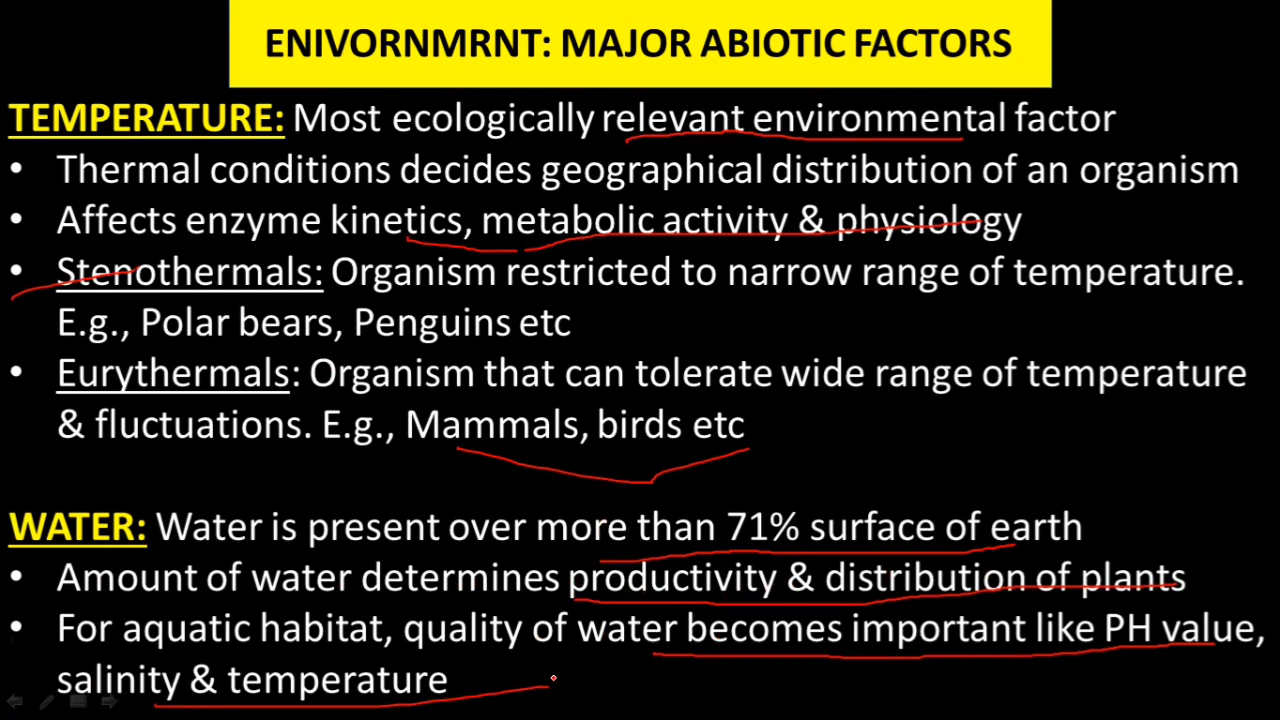 ENIVORNMRNT: MAJOR ABIOTIC FACTORS
TEMPERATURE: Most ecologically relevant environmental factor
• Thermal conditions decides geographical distribution of an organism
• Affects enzyme kinetics, metabolic activity & physiology
• Stenothermals: Organism restricted to narrow range of temperature.
E.g., Polar bears, Penguins etc
• Eurythermals: Organism that can tolerate wide range of temperature
& fluctuations. E.g., Mammals, birds etc
WATER: Water is present over more than 71% surface of earth
• Amount of water determines productivity & distribution of plants
• For aquatic habitat, quality of water becomes important like PH value,
salinity & temperature